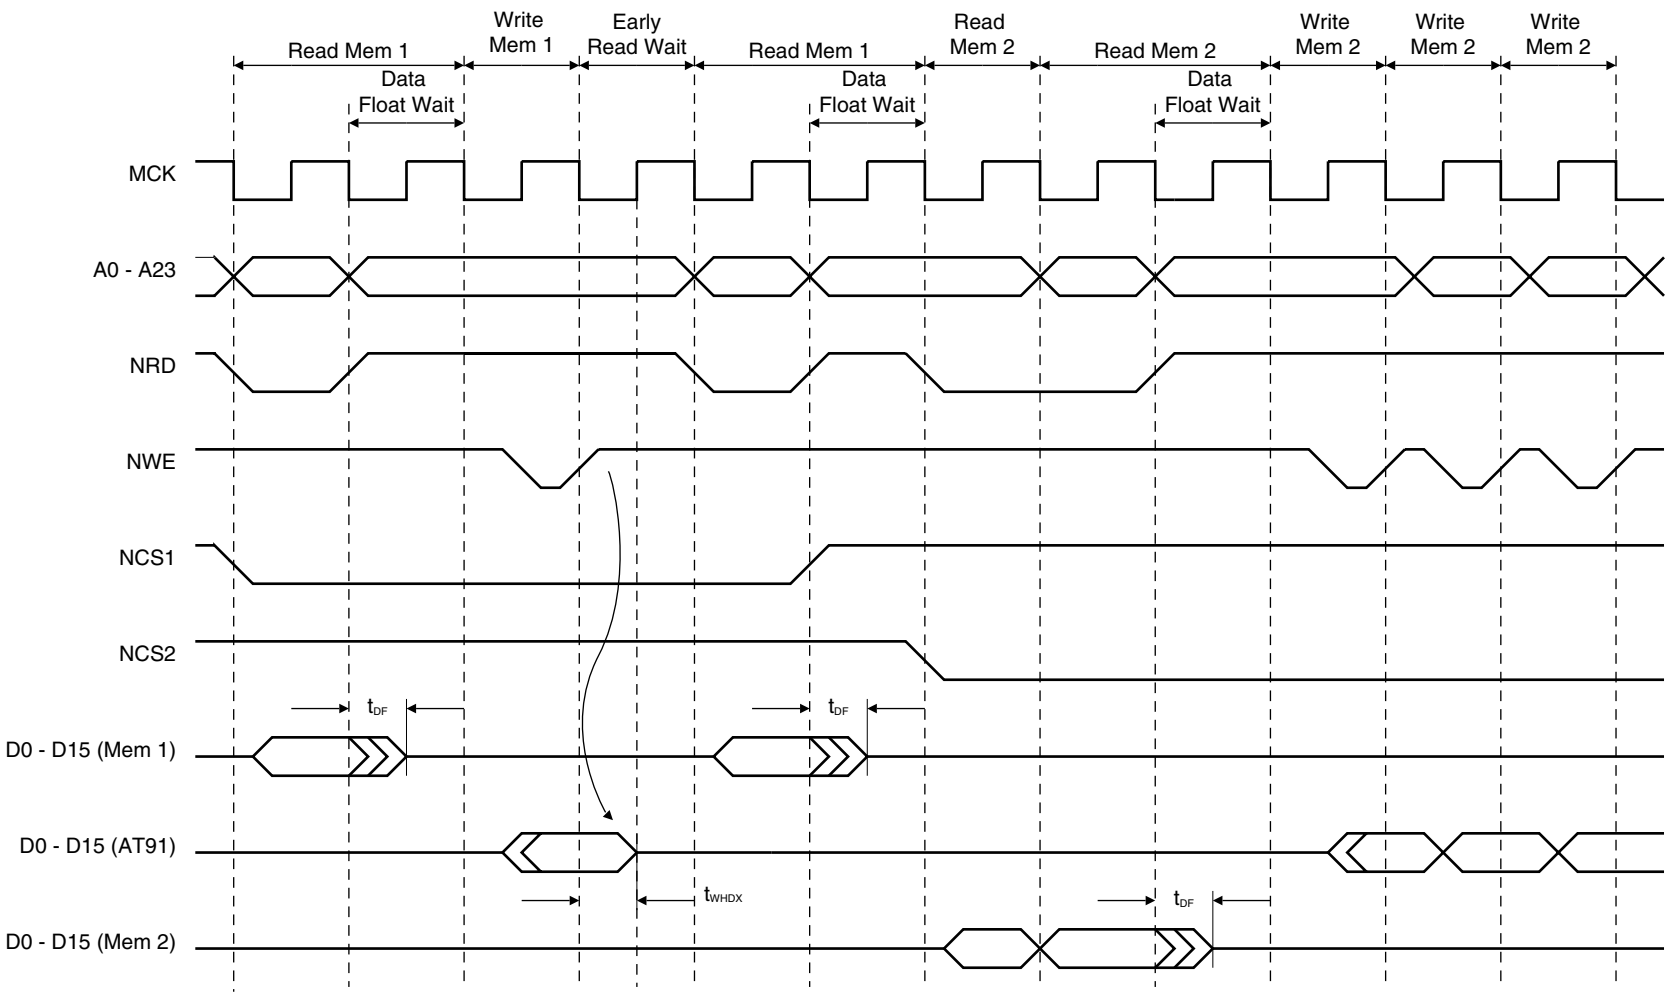 Write
Mem 1
Early
Read Wait
Read
Mem 2
Write
Mem 2
Write
Mem 2
Write
Mem 2
Read Mem 1
Read Mem 1
Read Mem 2
Data
Float Wait
Data
Float Wait
Data
Float Wait
MCK
A0 - A23
NRD
NWE
NCS1
NCS2
tDF
tDF
D0 - D15 (Mem 1)
D0 - D15 (AT91)
tWHDX
tDF
D0 - D15 (Mem 2)